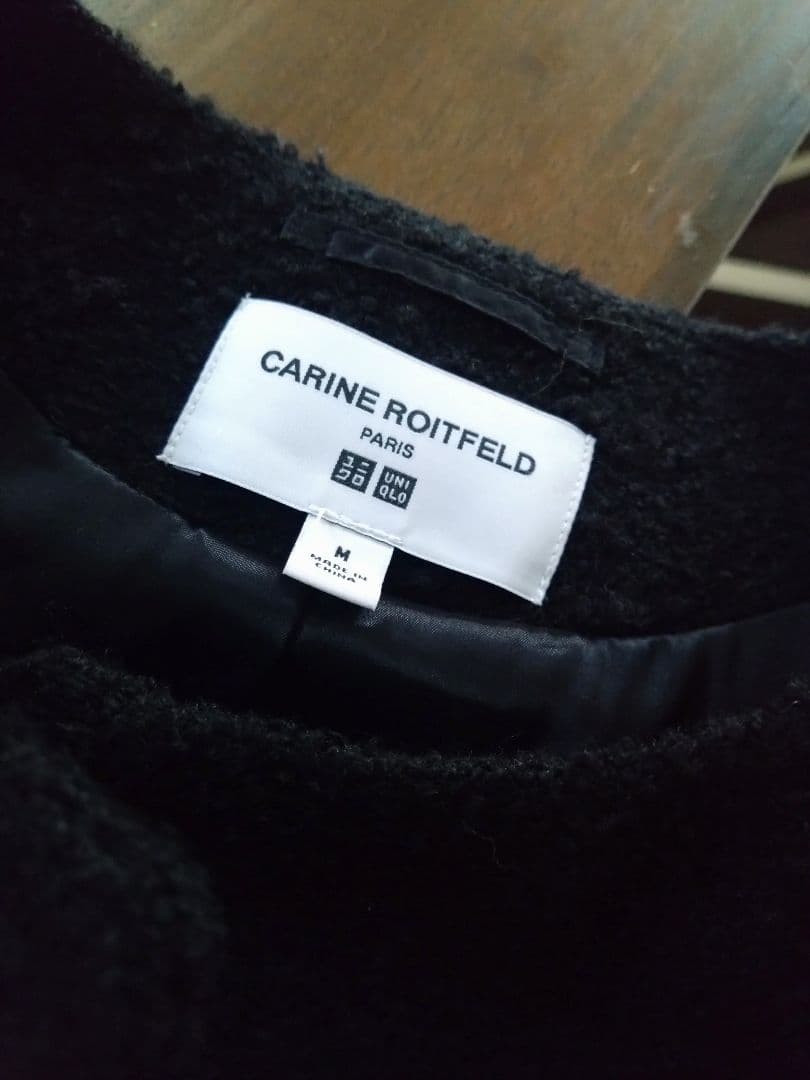 CARINE ROITFELD
PARIS
ユニ UNI
クロ QLO
M
MADE IN
CHINA